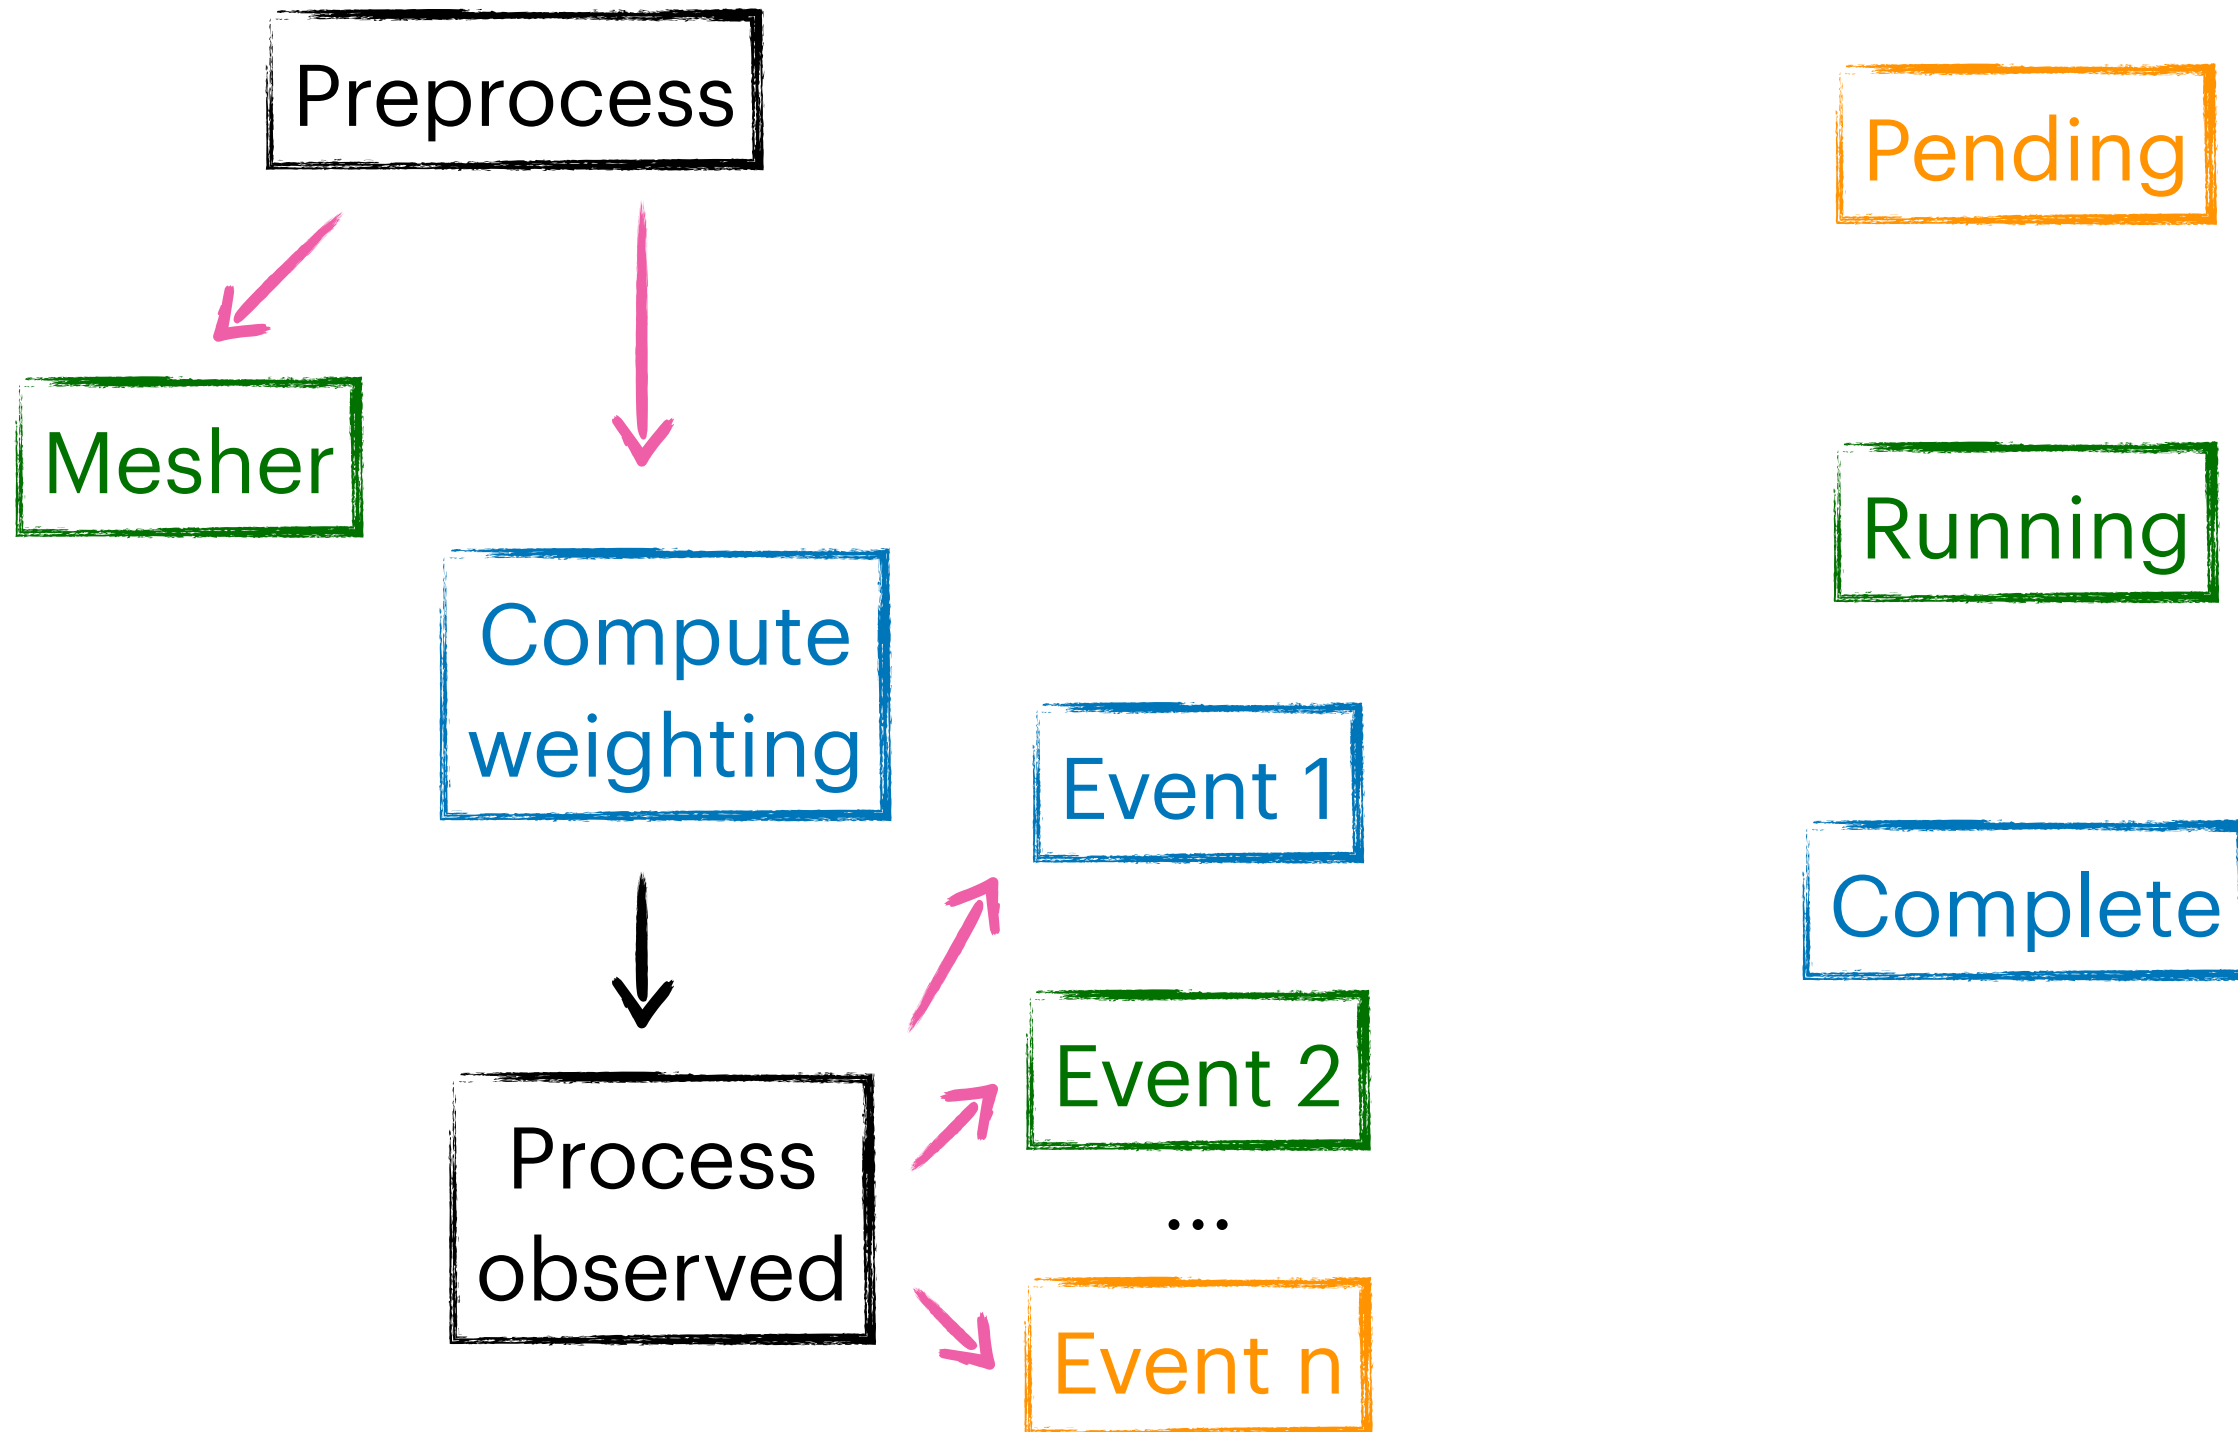 Preprocess
Mesher
Compute
weighting
Process
observed
Event 1
Event 2
...
Event n
Pending
Running
Complete